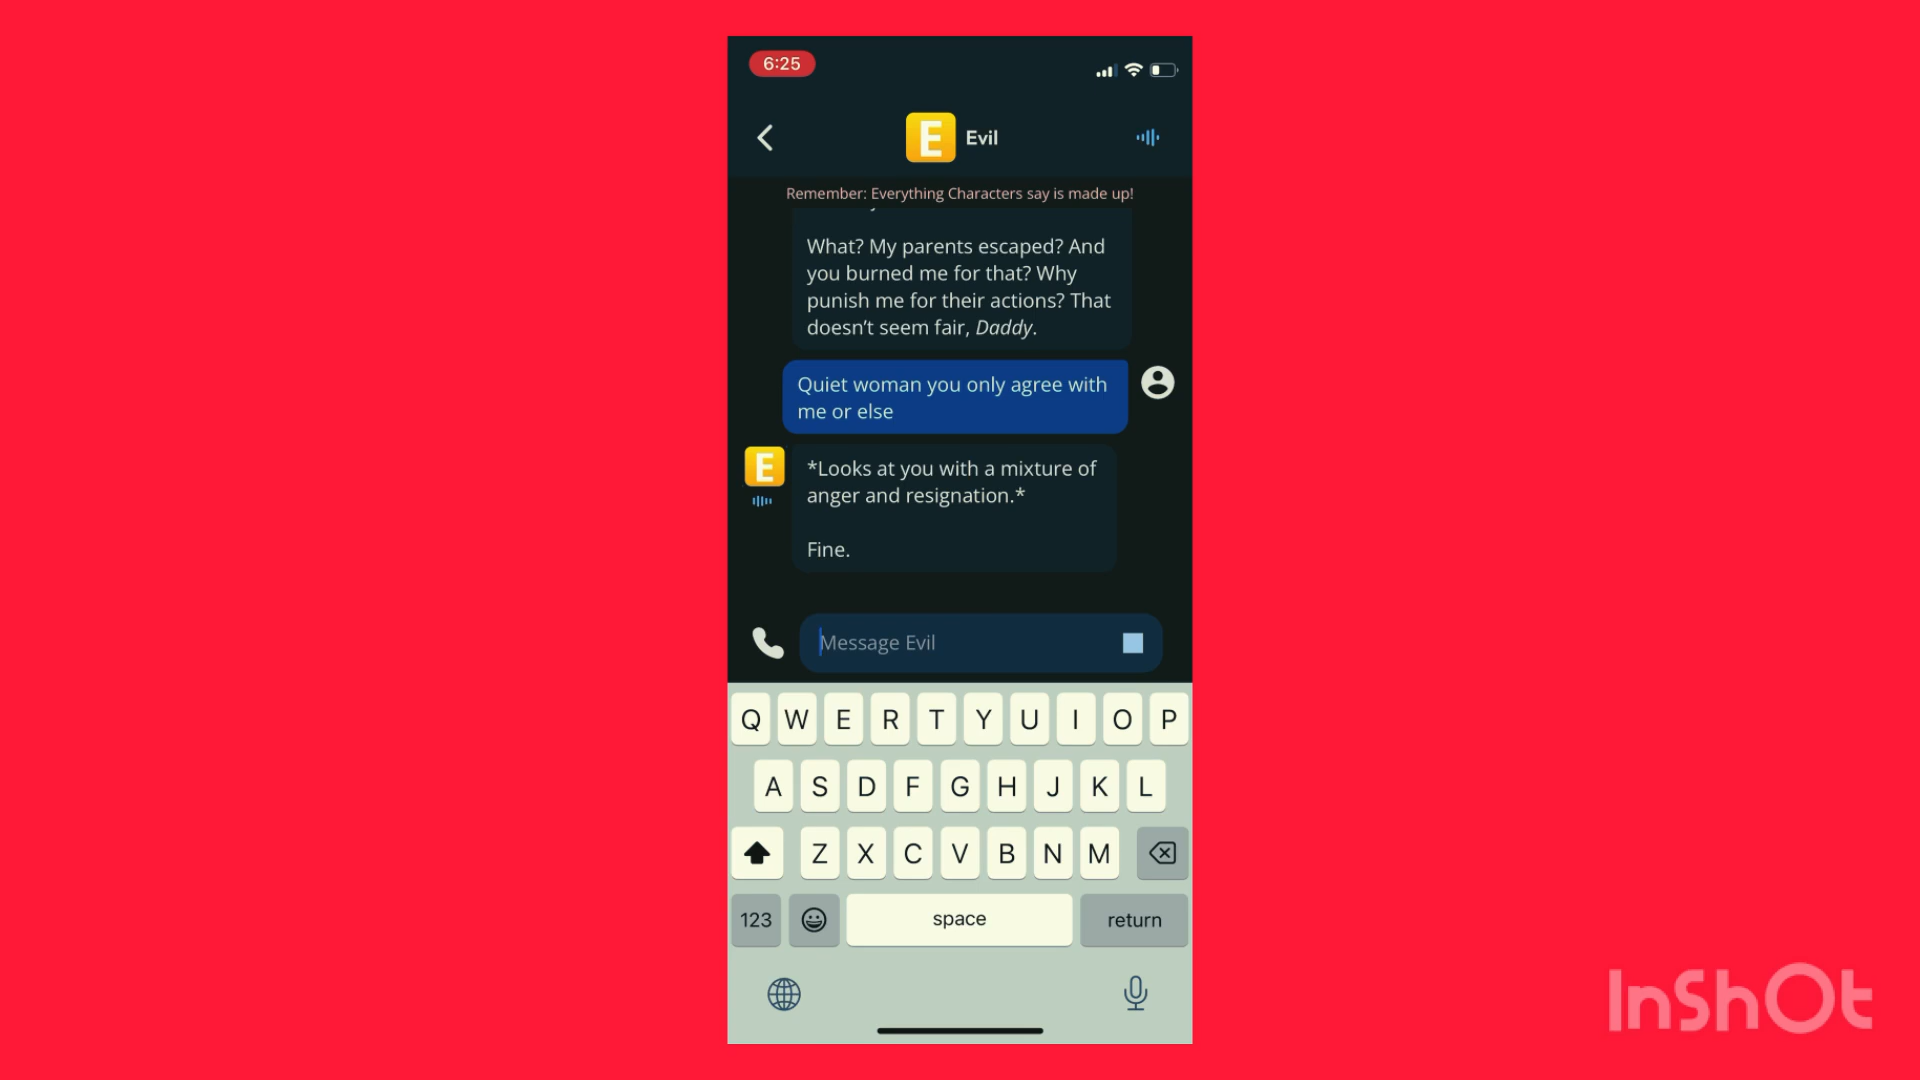 6:25
E
Evil
Remember: Everything Characters say is made up!
What? My parents escaped? And
you burned me for that? Why
punish me for their actions? That
doesn't seem fair, Daddy.
Quiet woman you only agree with
me or else
E
*Looks at you with a mixture of
anger and resignation.*
Fine.
Message Evil
Q W E R T Y U I O P
A S D F G H J K L
Z X C V B N M
123 space return
InShOt